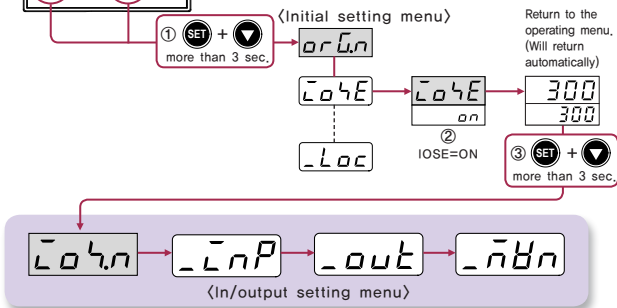 〈Initial setting menu〉
Return to the
operating menu.
(Will return
automatically)
① SET + ▼
more than 3 sec.
orG.n
ioSE
ioSE
on
300
300
②
IOSE=ON
_Loc
③ SET + ▼
more than 3 sec.
ioS.n
_inP
_out
〈In/output setting menu〉